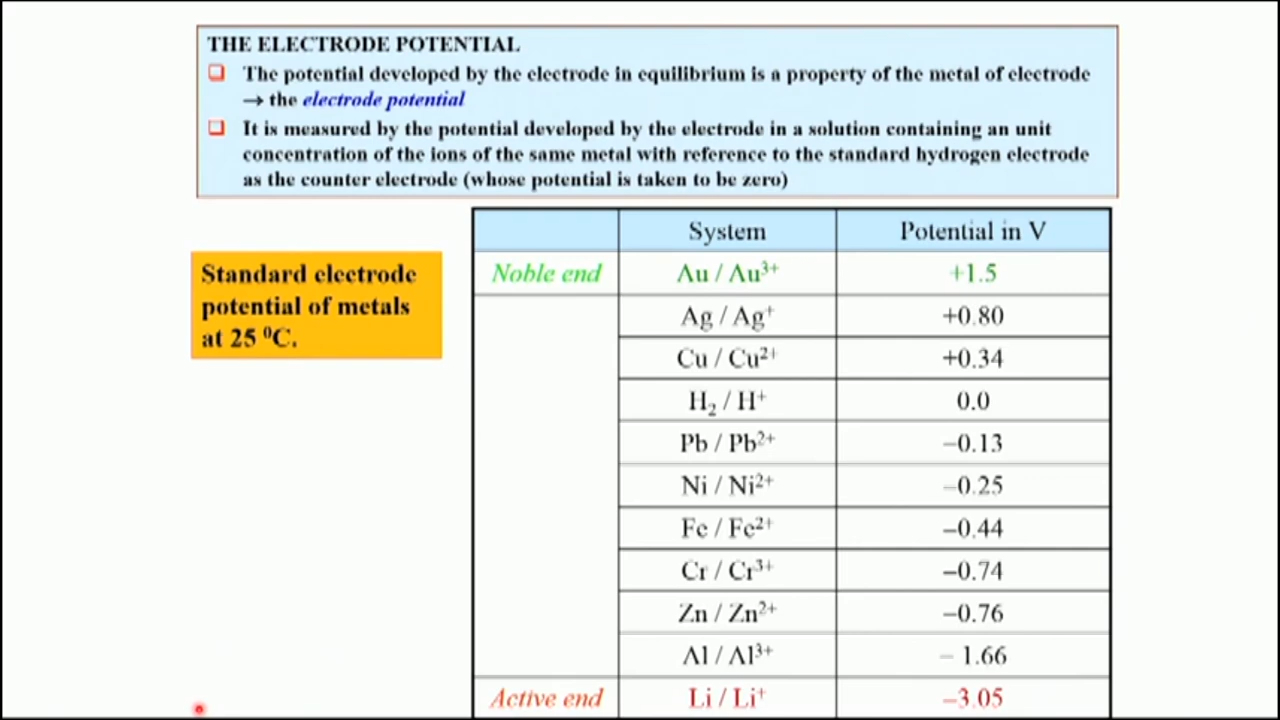 THE ELECTRODE POTENTIAL
❑ The potential developed by the electrode in equilibrium is a property of the metal of electrode
→ the electrode potential
❑ It is measured by the potential developed by the electrode in a solution containing an unit
concentration of the ions of the same metal with reference to the standard hydrogen electrode
as the counter electrode (whose potential is taken to be zero)
Standard electrode
potential of metals
at 25 ⁰C.
System Potential in V
Noble end Au / Au³⁺ +1.5
Ag / Ag⁺ +0.80
Cu / Cu²⁺ +0.34
H₂ / H⁺ 0.0
Pb / Pb²⁺ –0.13
Ni / Ni²⁺ –0.25
Fe / Fe²⁺ –0.44
Cr / Cr³⁺ –0.74
Zn / Zn²⁺ –0.76
Al / Al³⁺ – 1.66
Active end Li / Li⁺ –3.05